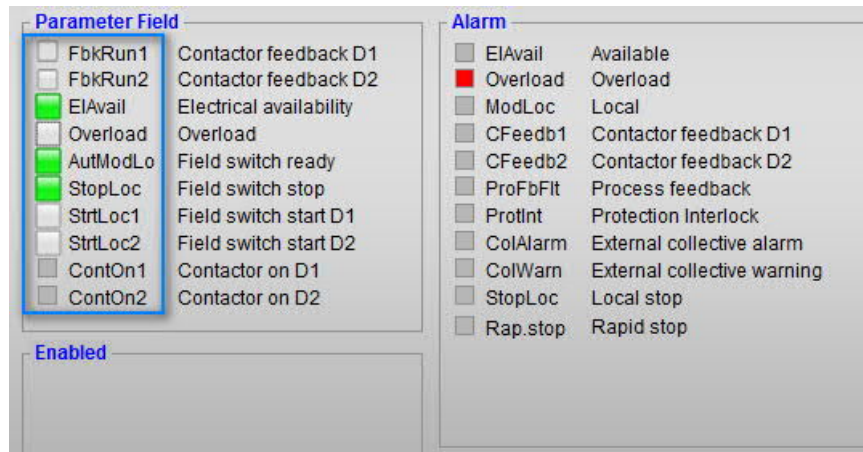 Parameter Field
FbkRun1 Contactor feedback D1
FbkRun2 Contactor feedback D2
ElAvail Electrical availability
Overload Overload
AutModLo Field switch ready
StopLoc Field switch stop
StrtLoc1 Field switch start D1
StrtLoc2 Field switch start D2
ContOn1 Contactor on D1
ContOn2 Contactor on D2
Enabled
Alarm
ElAvail Available
Overload Overload
ModLoc Local
CFeedb1 Contactor feedback D1
CFeedb2 Contactor feedback D2
ProFbFlt Process feedback
ProtInt Protection Interlock
ColAlarm External collective alarm
ColWarn External collective warning
StopLoc Local stop
Rap.stop Rapid stop